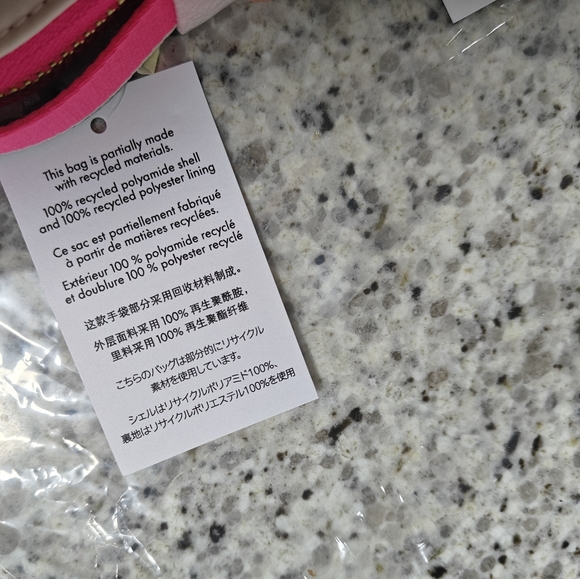 This bag is partially made
with recycled materials.
100% recycled polyamide shell
and 100% recycled polyester lining
Ce sac est partiellement fabriqué
à partir de matières recyclées.
Extérieur 100 % polyamide recyclé
et doublure 100 % polyester recyclé
这款手袋部分采用回收材料制成。
外层面料采用 100% 再生聚酰胺，
里料采用 100% 再生聚酯纤维
こちらのバッグは部分的にリサイクル
素材を使用しています。
シェルはリサイクルポリアミド100%、
裏地はリサイクルポリエステル100%を使用